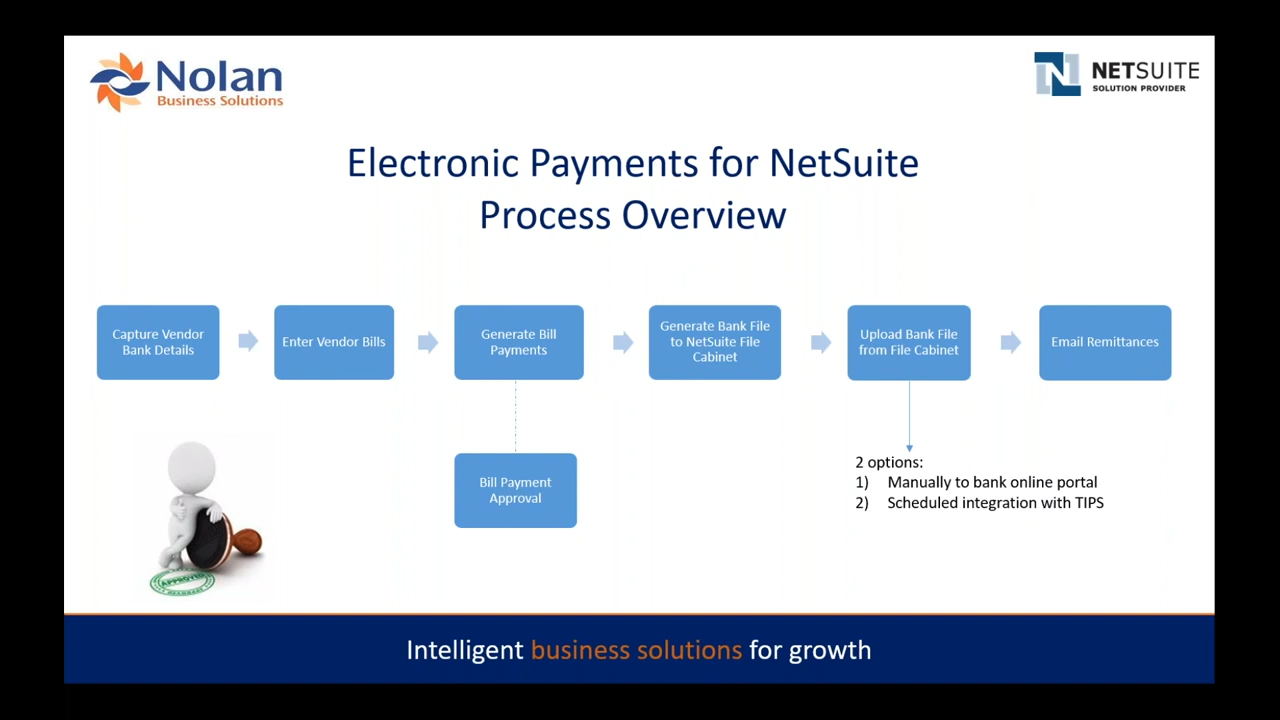 Nolan
Business Solutions
NETSUITE
SOLUTION PROVIDER
Electronic Payments for NetSuite
Process Overview
Capture Vendor
Bank Details
Enter Vendor Bills
Generate Bill
Payments
Generate Bank File
to NetSuite File
Cabinet
Upload Bank File
from File Cabinet
Email Remittances
Bill Payment
Approval
2 options:
1) Manually to bank online portal
2) Scheduled integration with TIPS
APPROVED
Intelligent business solutions for growth